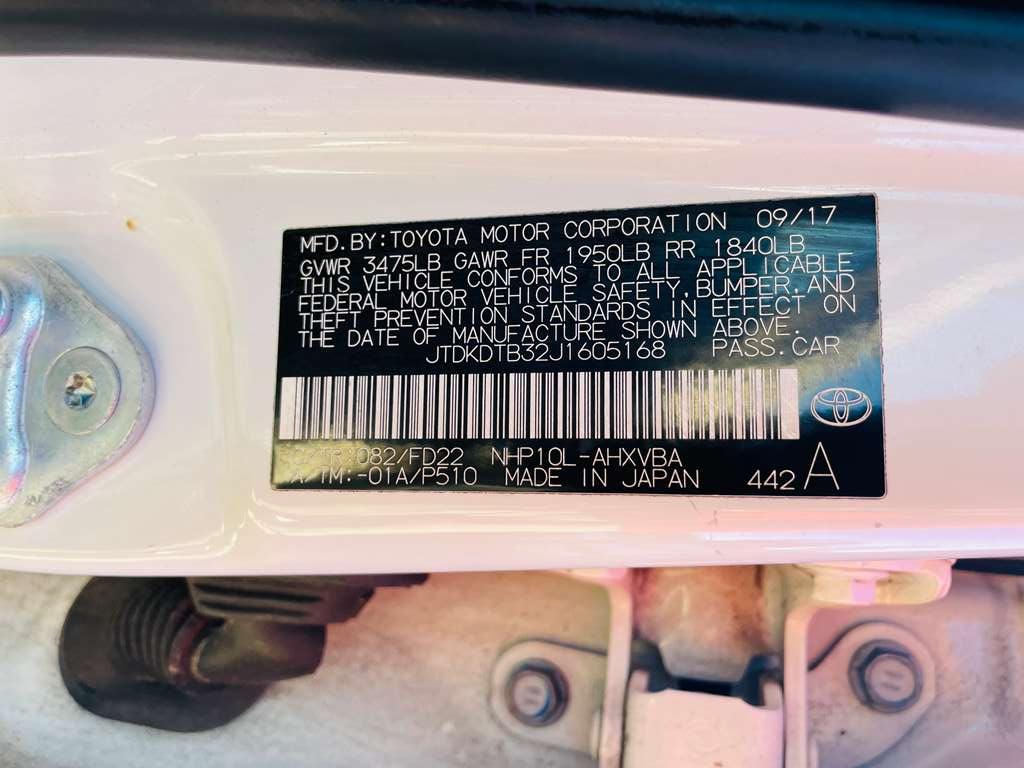 MFD.BY:TOYOTA MOTOR CORPORATION 09/17
GVWR 3475LB GAWR FR 1950LB RR 1840LB
THIS VEHICLE CONFORMS TO ALL APPLICABLE
FEDERAL MOTOR VEHICLE SAFETY,BUMPER,AND
THEFT PREVENTION STANDARDS IN EFFECT ON
THE DATE OF MANUFACTURE SHOWN ABOVE.
JTDKDTB32J1605168 PASS.CAR
C/TR:082/FD22 NHP10L-AHXVBA
A/TM:-01A/P510 MADE IN JAPAN 442 A